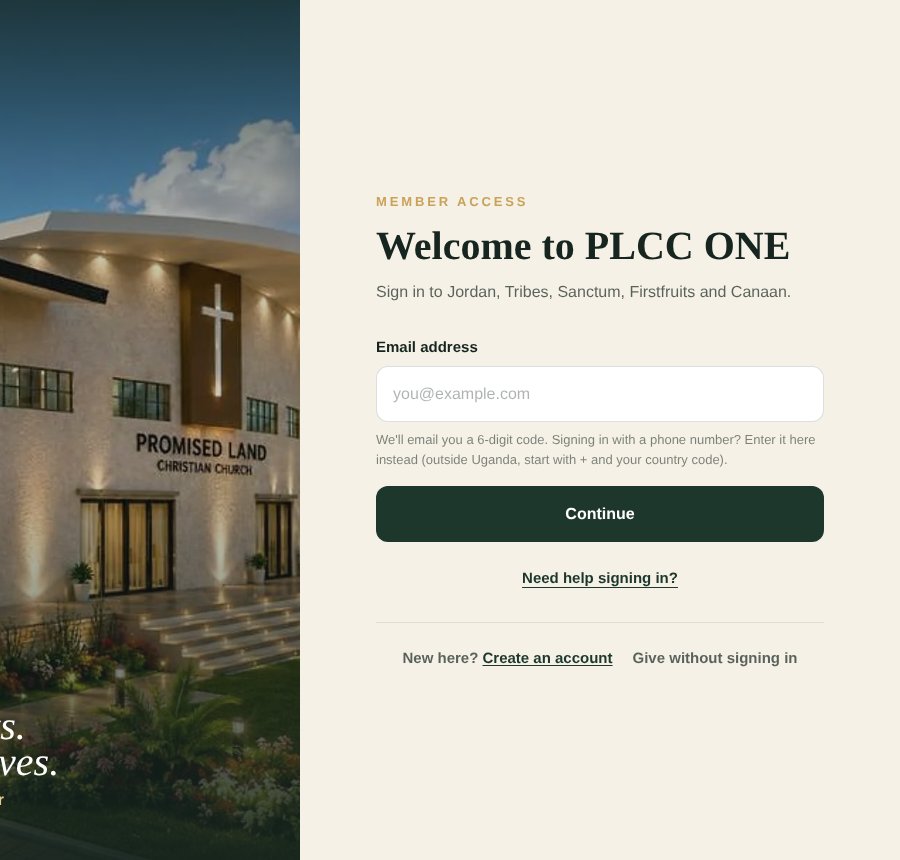 PROMISED LAND
CHRISTIAN CHURCH
MEMBER ACCESS
Welcome to PLCC ONE
Sign in to Jordan, Tribes, Sanctum, Firstfruits and Canaan.
Email address
you@example.com
We'll email you a 6-digit code. Signing in with a phone number? Enter it here
instead (outside Uganda, start with + and your country code).
Continue
Need help signing in?
New here? Create an account Give without signing in